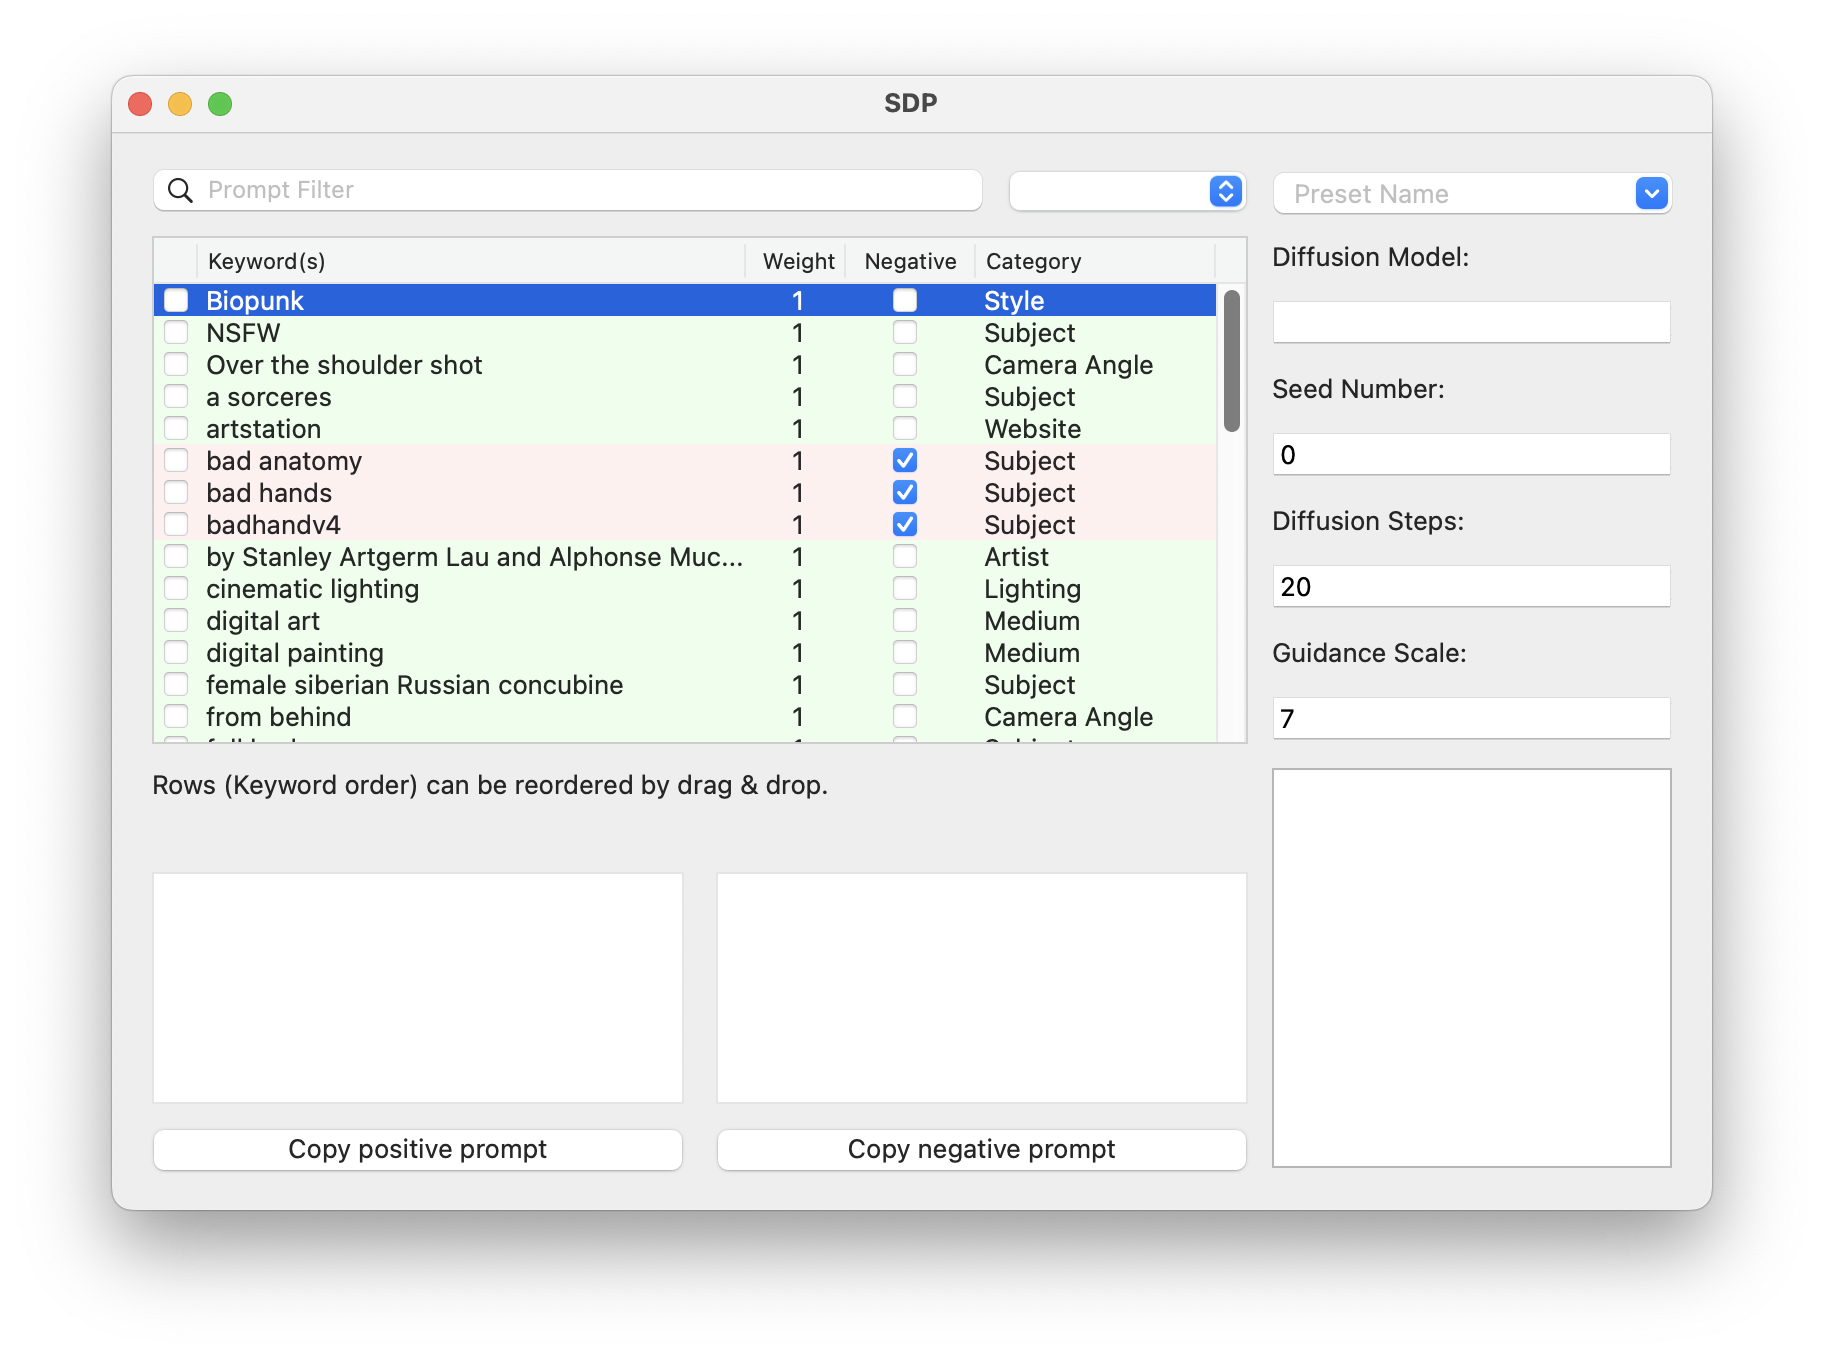 SDP
Prompt Filter
Preset Name
Keyword(s) Weight Negative Category
Biopunk 1 Style
NSFW 1 Subject
Over the shoulder shot 1 Camera Angle
a sorceres 1 Subject
artstation 1 Website
bad anatomy 1 Subject
bad hands 1 Subject
badhandv4 1 Subject
by Stanley Artgerm Lau and Alphonse Muc... 1 Artist
cinematic lighting 1 Lighting
digital art 1 Medium
digital painting 1 Medium
female siberian Russian concubine 1 Subject
from behind 1 Camera Angle
Rows (Keyword order) can be reordered by drag & drop.
Copy positive prompt
Copy negative prompt
Diffusion Model:
Seed Number:
0
Diffusion Steps:
20
Guidance Scale:
7